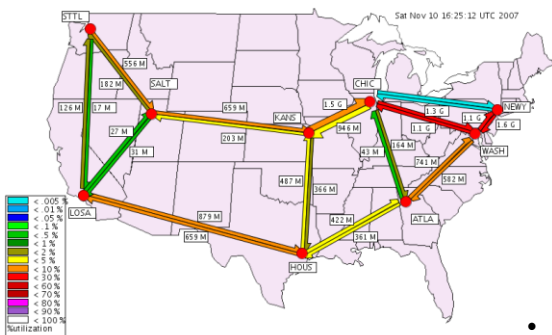 Sat Nov 10 16:25:12 UTC 2007
STTL
556 M
182 M
SALT
CHIC
126 M
17 M
659 M
KANS
1.5 G
1.3 G
NEWY
1.1 G
27 M
203 M
946 M
1.1 G
1.6 G
WASH
31 M
43 M
164 M
741 M
487 M
366 M
582 M
LOSA
879 M
422 M
ATLA
659 M
361 M
HOUS
< .005 %
< .01 %
< .05 %
< .1 %
< .5 %
< 1 %
< 2 %
< 5 %
< 10 %
< 30 %
< 60 %
< 70 %
< 80 %
< 90 %
< 100 %
%utilization